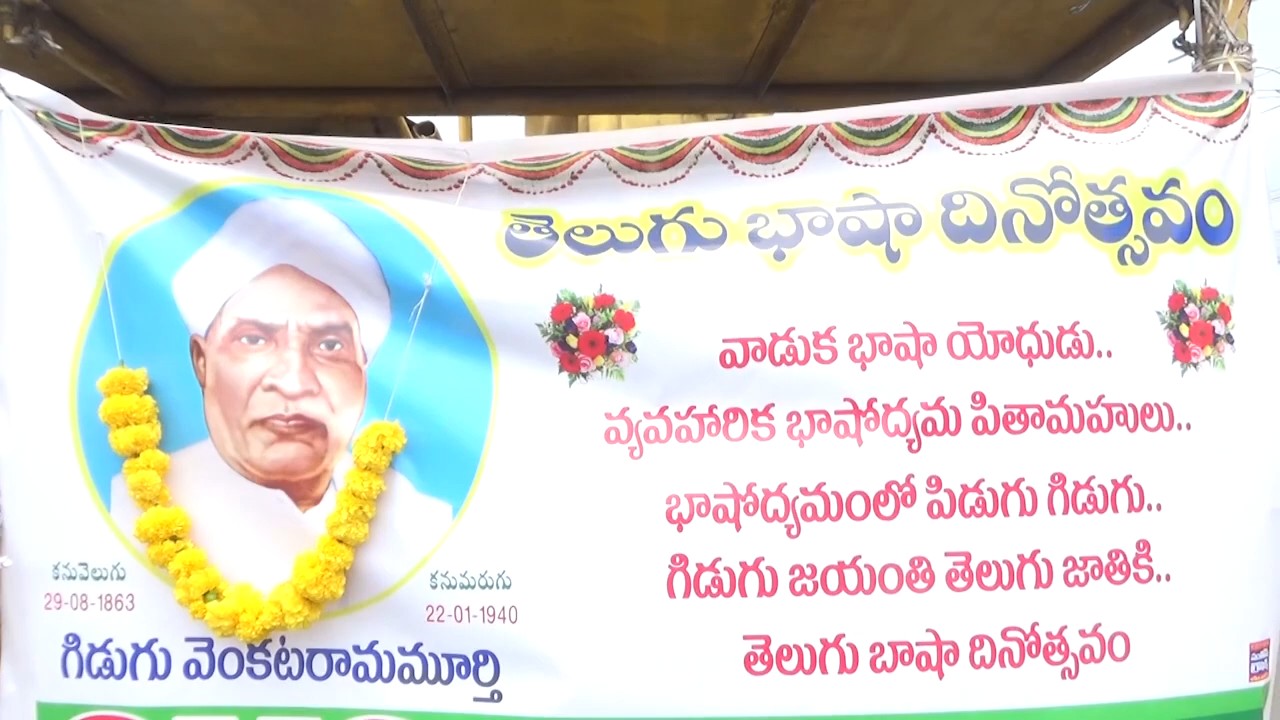 తెలుగు భాషా దినోత్సవం
వాడుక భాషా యోధుడు..
వ్యవహారిక భాషోద్యమ పితామహులు..
భాషోద్యమంలో పిడుగు గిడుగు..
గిడుగు జయంతి తెలుగు జాతికి..
తెలుగు బాషా దినోత్సవం
కనువెలుగు
29-08-1863
కనుమరుగు
22-01-1940
గిడుగు వెంకటరామమూర్తి